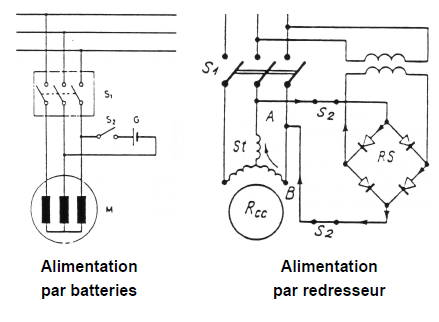 S1
S2 G
M
S1
A
S2
St
RS
B
Rcc
S2
Alimentation
par batteries
Alimentation
par redresseur